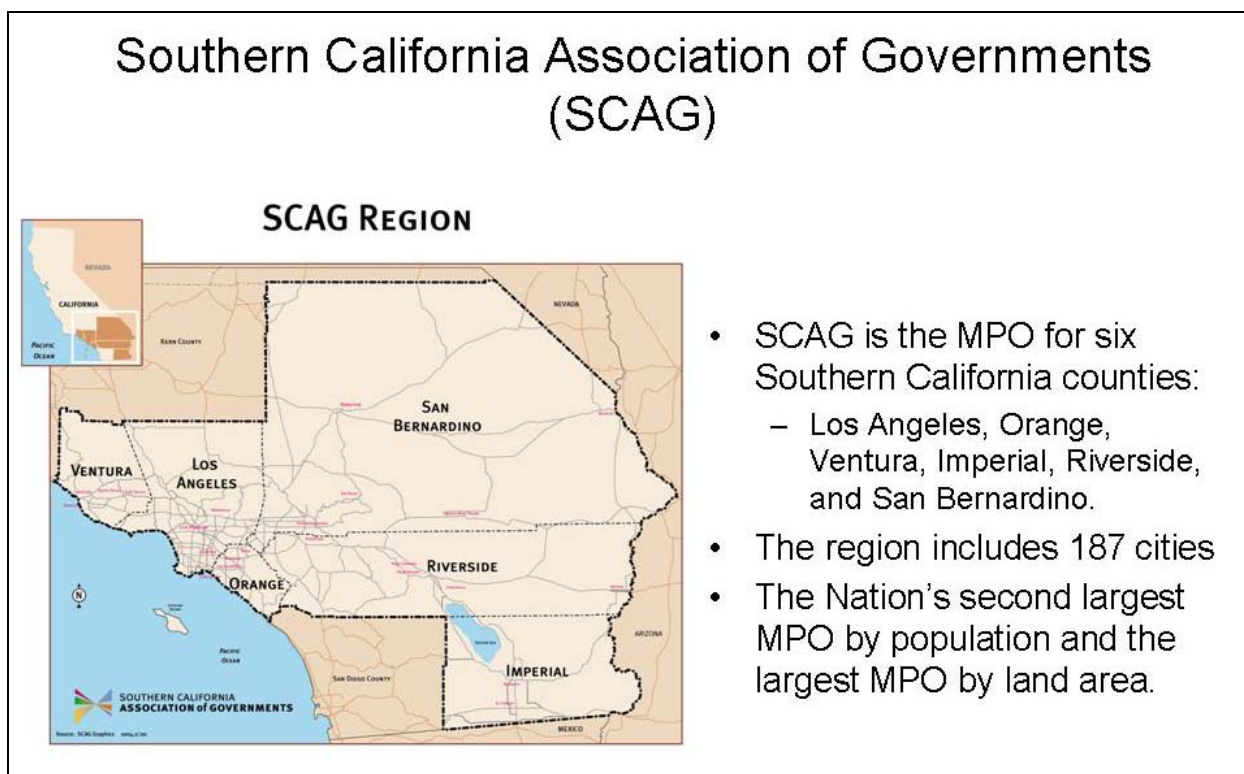 Southern California Association of Governments
(SCAG)
SCAG REGION
NEVADA
CALIFORNIA
PACIFIC
OCEAN
KERN COUNTY
NEVADA
SAN
BERNARDINO
VENTURA
LOS
ANGELES
ORANGE
RIVERSIDE
N
PACIFIC
OCEAN
SAN DIEGO COUNTY
IMPERIAL
ARIZONA
MEXICO
SOUTHERN CALIFORNIA
ASSOCIATION of GOVERNMENTS
Source: SCAG Graphics
• SCAG is the MPO for six
Southern California counties:
– Los Angeles, Orange,
Ventura, Imperial, Riverside,
and San Bernardino.
• The region includes 187 cities
• The Nation's second largest
MPO by population and the
largest MPO by land area.